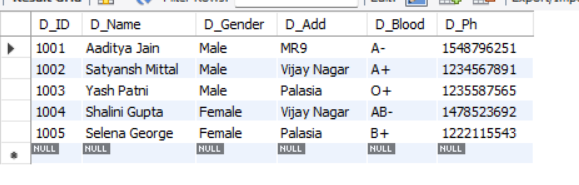 D_ID D_Name D_Gender D_Add D_Blood D_Ph
1001 Aaditya Jain Male MR9 A- 1548796251
1002 Satyansh Mittal Male Vijay Nagar A+ 1234567891
1003 Yash Patni Male Palasia O+ 1235587565
1004 Shalini Gupta Female Vijay Nagar AB- 1478523692
1005 Selena George Female Palasia B+ 1222115543
NULL NULL NULL NULL NULL NULL